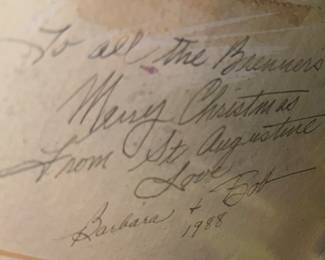 To all the Brenners
Merry Christmas
From St. Augustine
Love
Barbara + Bob
1988